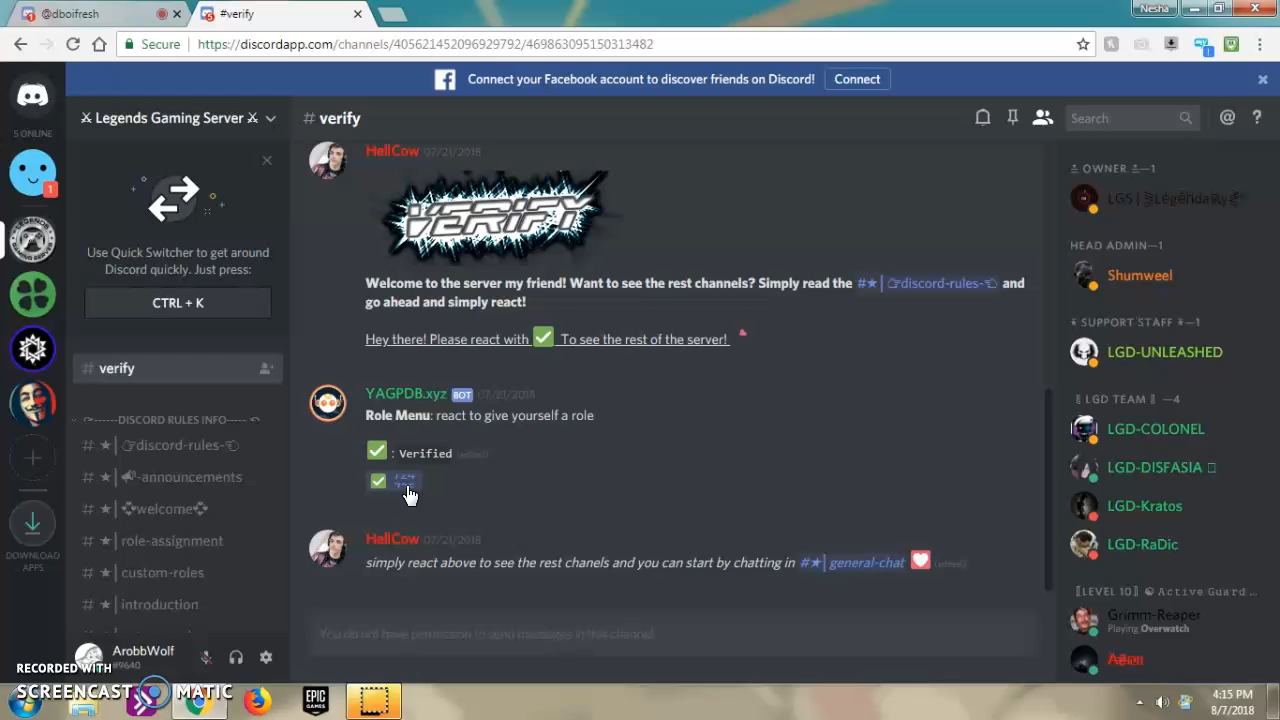 @dboifresh
#verify
Nesha
Secure
https://discordapp.com/channels/405621452096929792/469863095150313482
Connect your Facebook account to discover friends on Discord!
Connect
5 ONLINE
Legends Gaming Server
# verify
Search
@
?
Use Quick Switcher to get around
Discord quickly. Just press:
CTRL + K
# verify
DISCORD RULES INFO
# ★|discord-rules-
# ★|-announcements
# ★|welcome
# ★|role-assignment
# ★|custom-roles
# ★|introduction
DOWNLOAD
APPS
ArobbWolf
#9640
HellCow 07/21/2018
VERIFY
Welcome to the server my friend! Want to see the rest channels? Simply read the #★|discord-rules- and
go ahead and simply react!
Hey there! Please react with To see the rest of the server!
YAGPDB.xyz BOT 07/21/2018
Role Menu: react to give yourself a role
: Verified (edited)
HellCow 07/21/2018
simply react above to see the rest chanels and you can start by chatting in #★|general-chat (edited)
You do not have permission to send messages in this channel.
OWNER —1
HEAD ADMIN—1
Shumweel
SUPPORT STAFF —1
LGD-UNLEASHED
LGD TEAM —4
LGD-COLONEL
LGD-DISFASIA
LGD-Kratos
LGD-RaDic
LEVEL 10 Active Guard ...
Grimm-Reaper
Playing Overwatch
RECORDED WITH
SCREENCAST MATIC
EPIC
GAMES
4:15 PM
8/7/2018